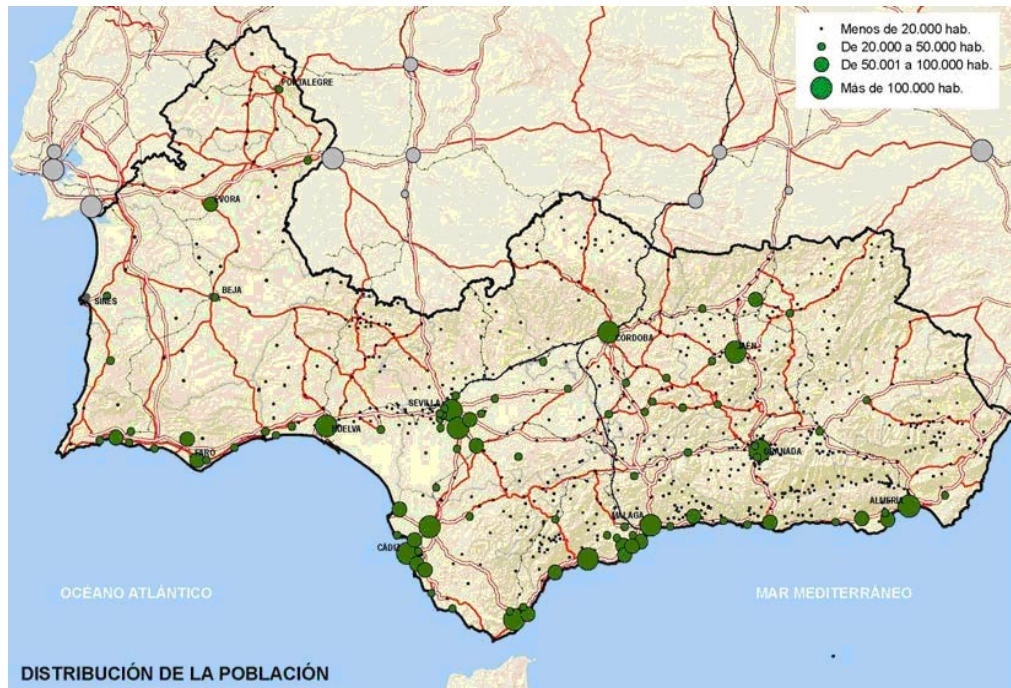 Menos de 20.000 hab.
De 20.000 a 50.000 hab.
De 50.001 a 100.000 hab.
Más de 100.000 hab.
PORTALEGRE
EVORA
SINES
BEJA
CÓRDOBA
JAÉN
SEVILLA
HUELVA
FARO
GRANADA
ALMERÍA
MÁLAGA
CÁDIZ
OCÉANO ATLÁNTICO
MAR MEDITERRÁNEO
DISTRIBUCIÓN DE LA POBLACIÓN